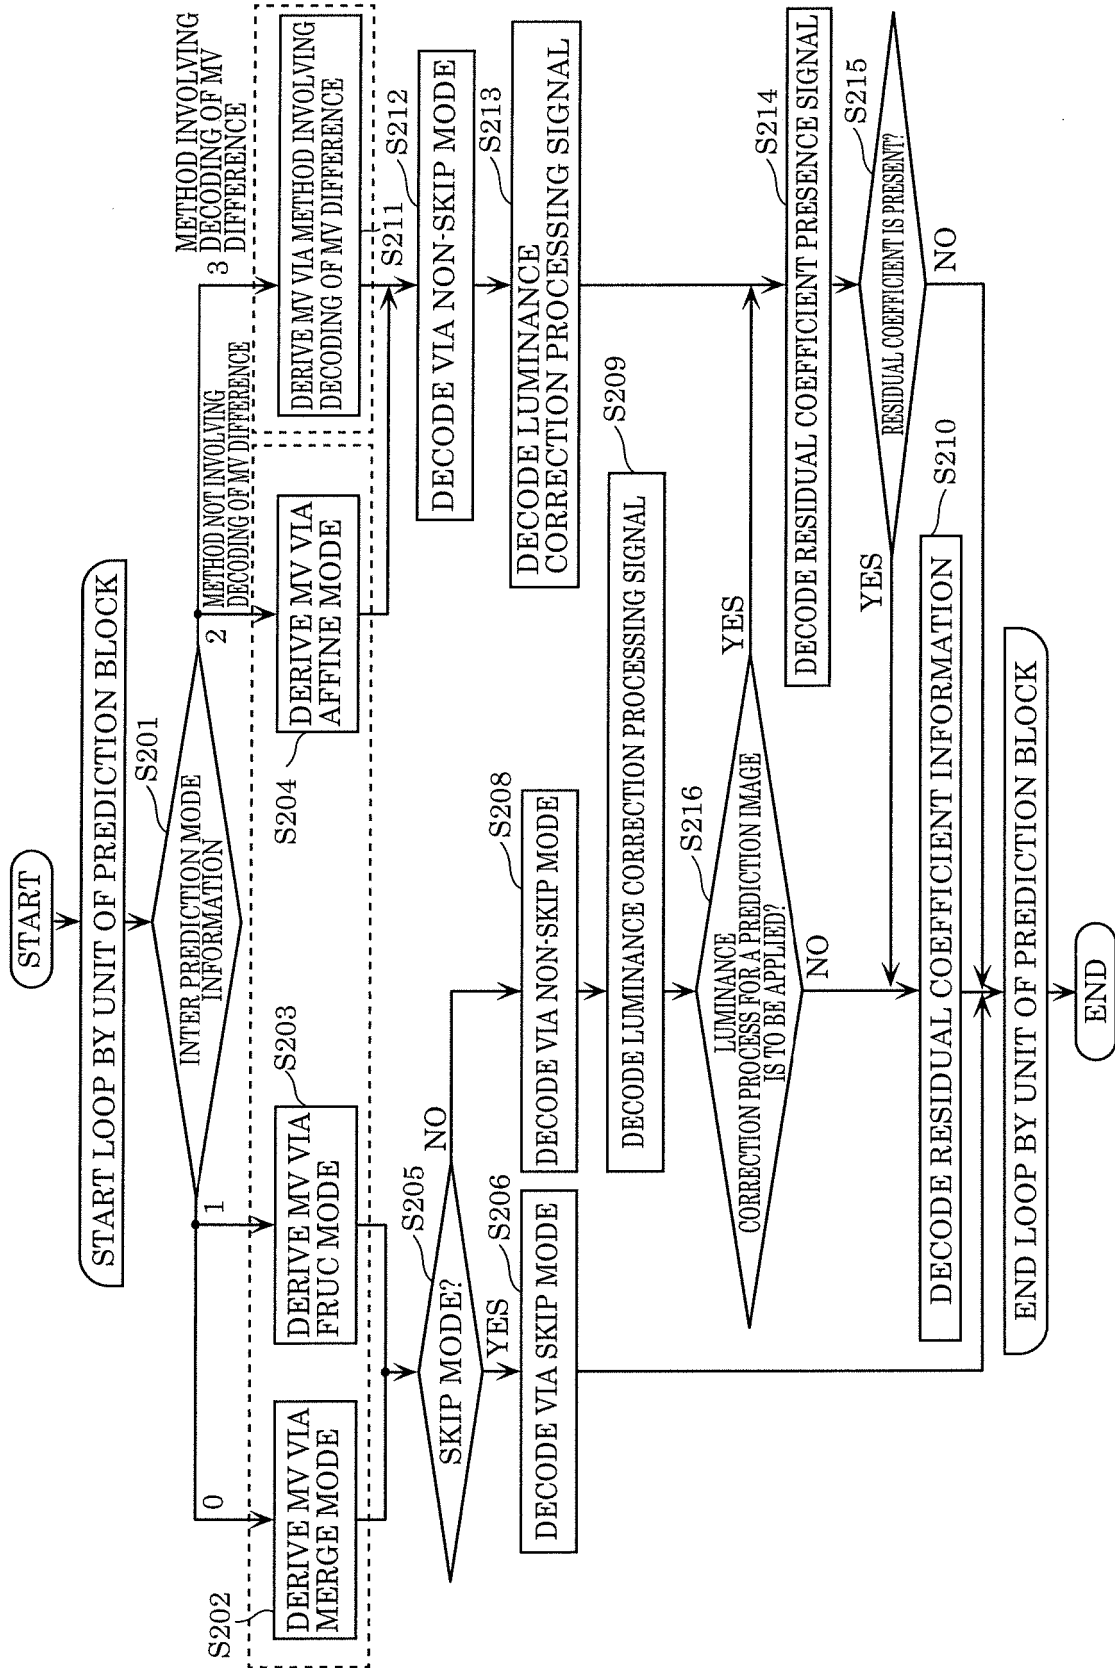 START
START LOOP BY UNIT OF PREDICTION BLOCK
S201
INTER PREDICTION MODE
INFORMATION
0
1
2
3
METHOD NOT INVOLVING
DECODING OF MV DIFFERENCE
METHOD INVOLVING
DECODING OF MV
DIFFERENCE
S202
DERIVE MV VIA
MERGE MODE
S203
DERIVE MV VIA
FRUC MODE
S204
DERIVE MV VIA
AFFINE MODE
DERIVE MV VIA METHOD INVOLVING
DECODING OF MV DIFFERENCE
S211
S205
SKIP MODE?
NO
YES
S212
DECODE VIA NON-SKIP MODE
S206
DECODE VIA SKIP MODE
S208
DECODE VIA NON-SKIP MODE
S213
DECODE LUMINANCE
CORRECTION PROCESSING SIGNAL
S209
DECODE LUMINANCE CORRECTION PROCESSING SIGNAL
S216
LUMINANCE
CORRECTION PROCESS FOR A PREDICTION IMAGE
IS TO BE APPLIED?
YES
NO
S214
DECODE RESIDUAL COEFFICIENT PRESENCE SIGNAL
S215
RESIDUAL COEFFICIENT IS PRESENT?
YES
NO
S210
DECODE RESIDUAL COEFFICIENT INFORMATION
END LOOP BY UNIT OF PREDICTION BLOCK
END